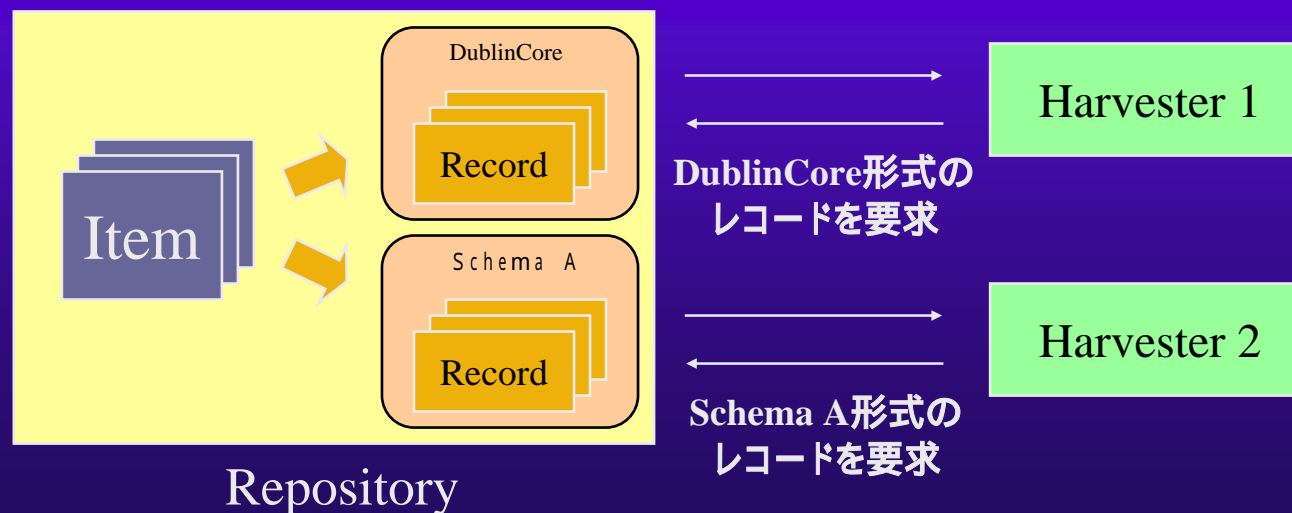 DublinCore
Record
Item
Schema A
Record
Repository
Harvester 1
DublinCore形式の
レコードを要求
Harvester 2
Schema A形式の
レコードを要求